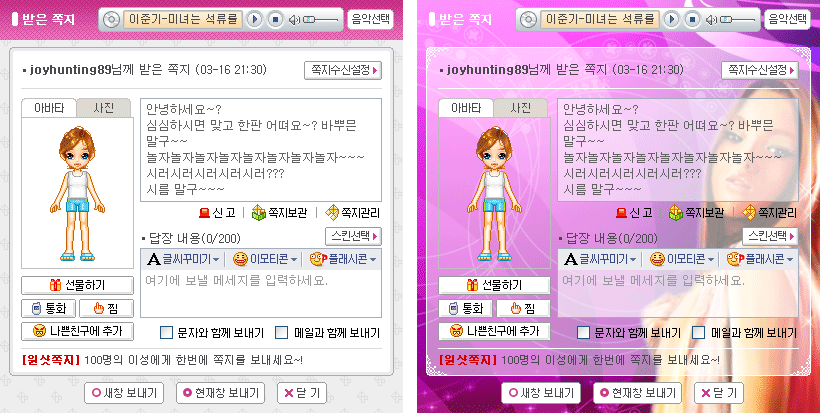 받은 쪽지
이준기-미녀는 석류를
음악선택
• joyhunting89님께 받은 쪽지 (03-16 21:30)
쪽지수신설정
아바타
사진
안녕하세요~?
심심하시면 맞고 한판 어떠요~? 바쁘믄
말구~~
놀자놀자놀자놀자놀자놀자놀자놀자~~~
시러시러시러시러시러???
시름 말구~~~
신 고
쪽지보관
쪽지관리
• 답장 내용(0/200)
스킨선택
A 글씨꾸미기
이모티콘
플래시콘
여기에 보낼 메세지를 입력하세요.
선물하기
통화
찜
나쁜친구에 추가
문자와 함께 보내기
메일과 함께 보내기
[일샷쪽지] 100명의 이성에게 한번에 쪽지를 보내세요~!
새창 보내기
현재창 보내기
닫 기
받은 쪽지
이준기-미녀는 석류를
음악선택
• joyhunting89님께 받은 쪽지 (03-16 21:30)
쪽지수신설정
아바타
사진
안녕하세요~?
심심하시면 맞고 한판 어떠요~? 바쁘믄
말구~~
놀자놀자놀자놀자놀자놀자놀자놀자~~~
시러시러시러시러시러???
시름 말구~~~
신 고
쪽지보관
쪽지관리
• 답장 내용(0/200)
스킨선택
A 글씨꾸미기
이모티콘
플래시콘
여기에 보낼 메세지를 입력하세요.
선물하기
통화
찜
나쁜친구에 추가
문자와 함께 보내기
메일과 함께 보내기
[일샷쪽지] 100명의 이성에게 한번에 쪽지를 보내세요~!
새창 보내기
현재창 보내기
닫 기